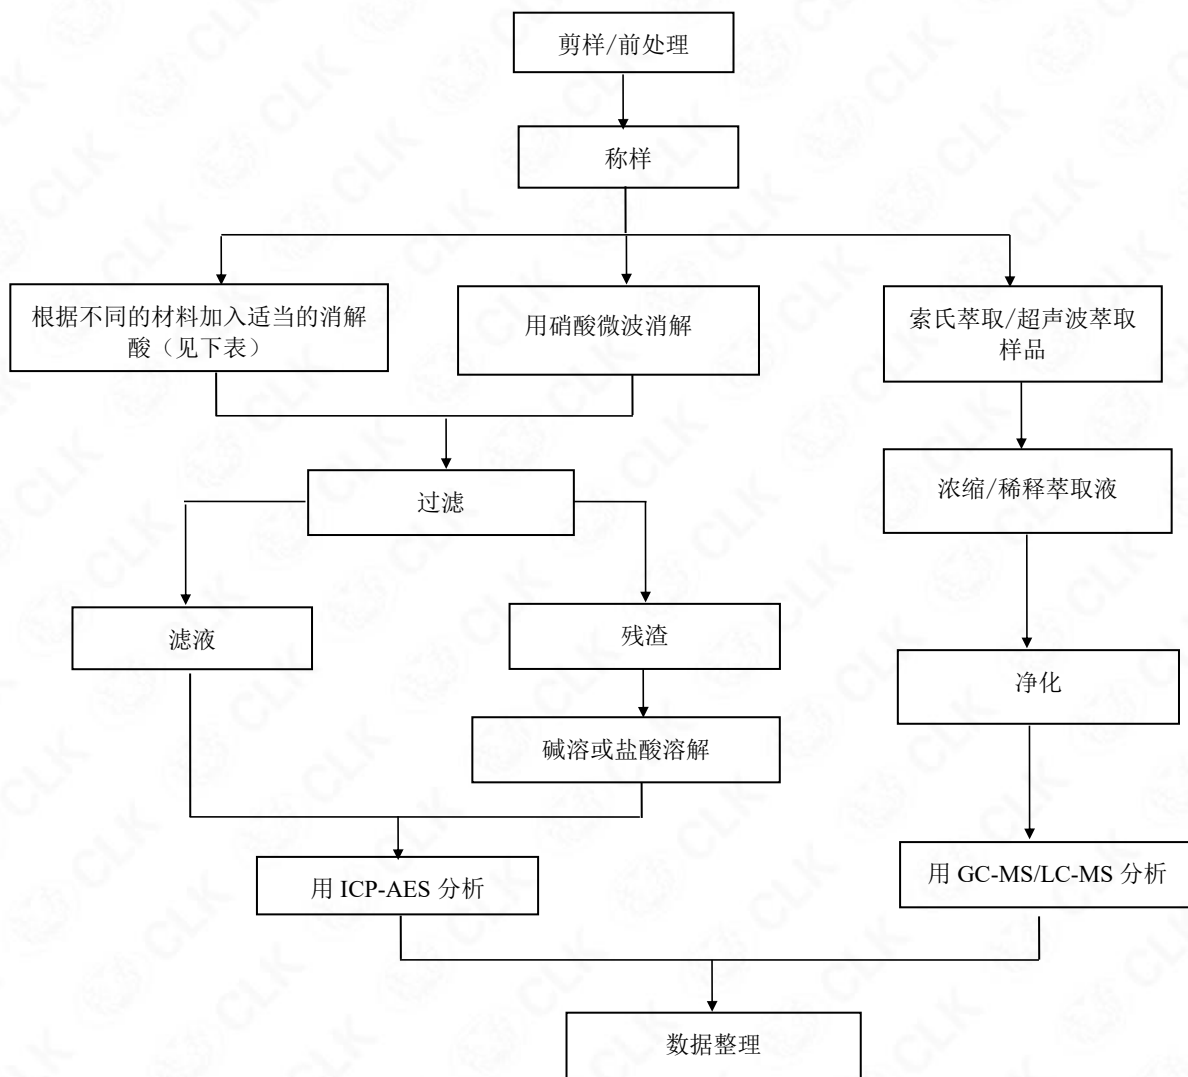 剪样/前处理
称样
根据不同的材料加入适当的消解
酸（见下表）
用硝酸微波消解
索氏萃取/超声波萃取
样品
过滤
浓缩/稀释萃取液
滤液
残渣
净化
碱溶或盐酸溶解
用 ICP-AES 分析
用 GC-MS/LC-MS 分析
数据整理
CLK